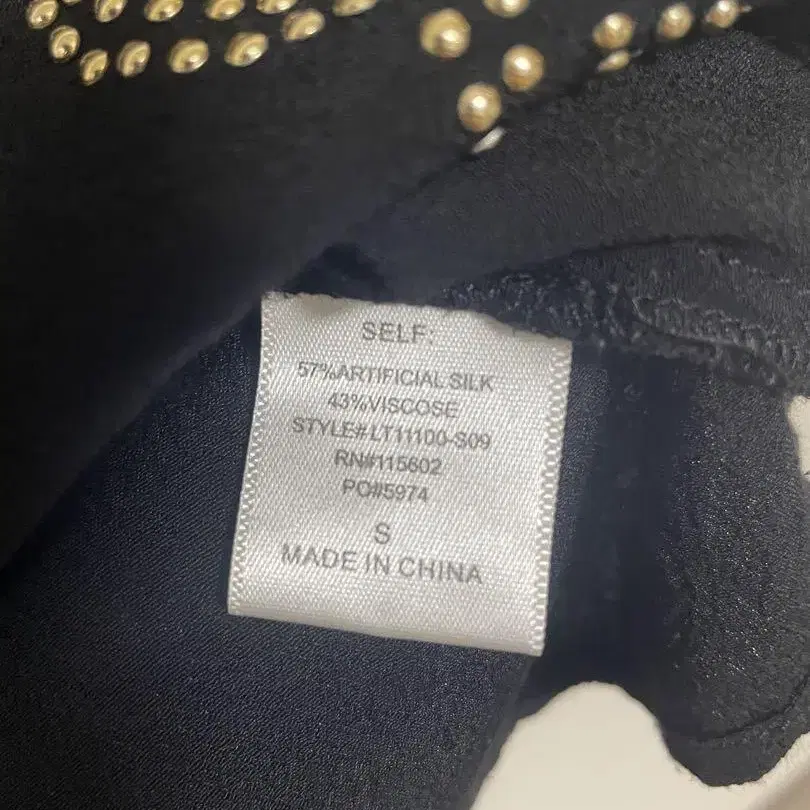 SELF:
57%ARTIFICIAL SILK
43%VISCOSE
STYLE#LT11100-S09
RN#115602
PO#5974
S
MADE IN CHINA